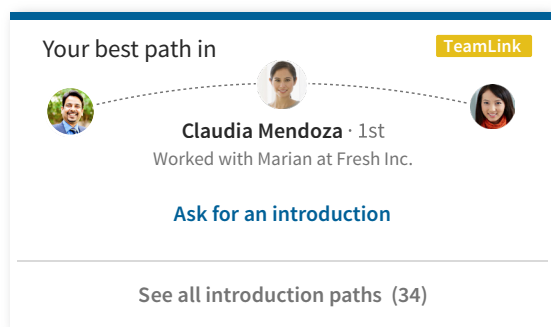 Your best path in
TeamLink
Claudia Mendoza · 1st
Worked with Marian at Fresh Inc.
Ask for an introduction
See all introduction paths (34)